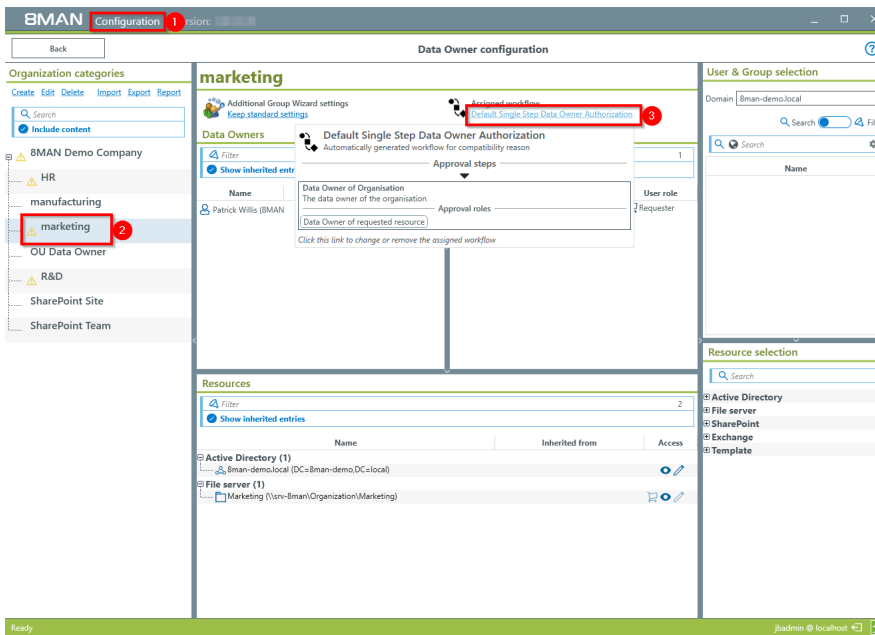 8MAN Configuration 1 rsion:
Back
Data Owner configuration
Organization categories
Create Edit Delete Import Export Report
Search
Include content
8MAN Demo Company
HR
manufacturing
marketing 2
OU Data Owner
R&D
SharePoint Site
SharePoint Team
marketing
Additional Group Wizard settings
Keep standard settings
Assigned workflow
Default Single Step Data Owner Authorization 3
Data Owners
Filter
1
Show inherited entr
Name
User role
Patrick Willis (8MAN
Requester
Default Single Step Data Owner Authorization
Automatically generated workflow for compatibility reason
Approval steps
Data Owner of Organisation
The data owner of the organisation
Approval roles
Data Owner of requested resource
Click this link to change or remove the assigned workflow
Resources
Filter
2
Show inherited entries
Name Inherited from Access
Active Directory (1)
8man-demo.local (DC=8man-demo,DC=local)
File server (1)
Marketing (\\srv-8man\Organization\Marketing)
User & Group selection
Domain 8man-demo.local
Search Fil
Search
Name
Resource selection
Search
Active Directory
File server
SharePoint
Exchange
Template
Ready
jbadmin @ localhost